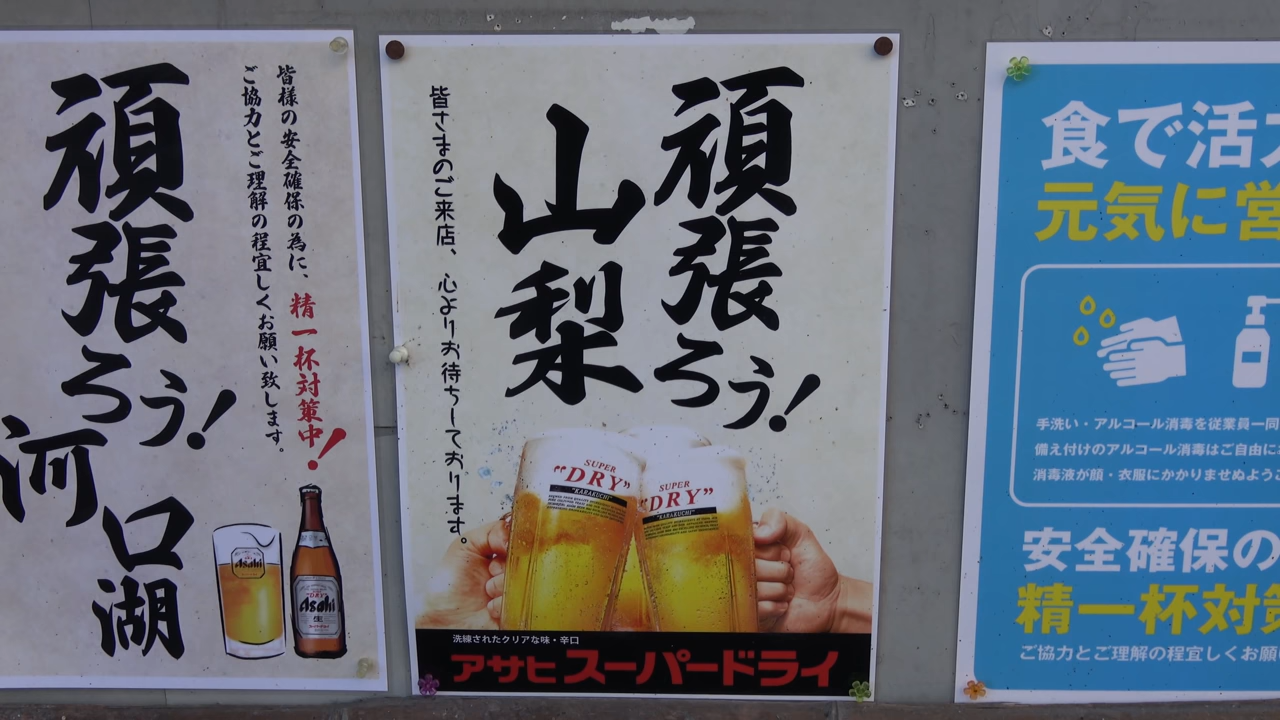 皆様の安全確保の為に、精一杯対策中！
ご協力とご理解の程宜しくお願い致します。
頑張ろう！
河口湖
Asahi
Asahi
生
頑張ろう！
山梨
皆さまのご来店、心よりお待ちしております。
SUPER
"DRY"
"KARAKUCHI"
SUPER
"DRY"
"KARAKUCHI"
洗練されたクリアな味・辛口
アサヒスーパードライ
食で活力
元気に営
手洗い・アルコール消毒を従業員一同
備え付けのアルコール消毒はご自由に
消毒液が顔・衣服にかかりませぬよう
安全確保の
精一杯対策
ご協力とご理解の程宜しくお願